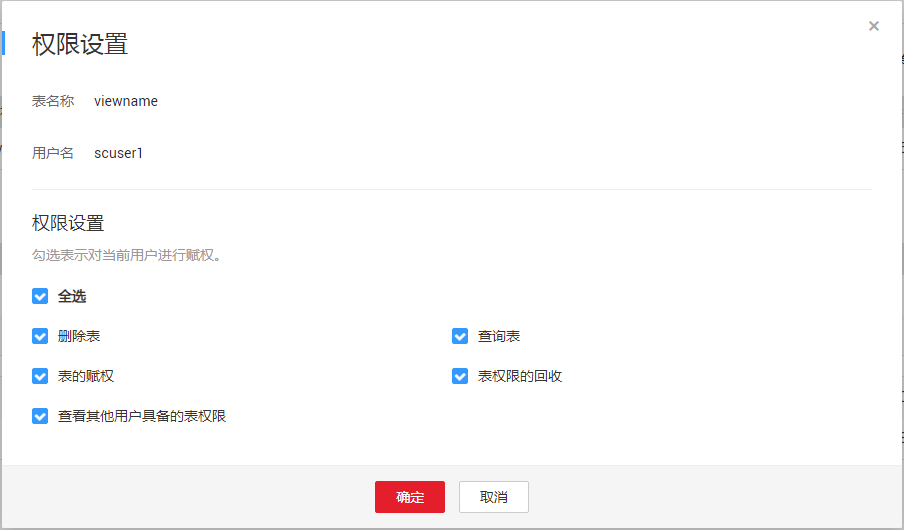 权限设置
表名称 viewname
用户名 scuser1
权限设置
勾选表示对当前用户进行赋权。
全选
删除表 查询表
表的赋权 表权限的回收
查看其他用户具备的表权限
确定 取消